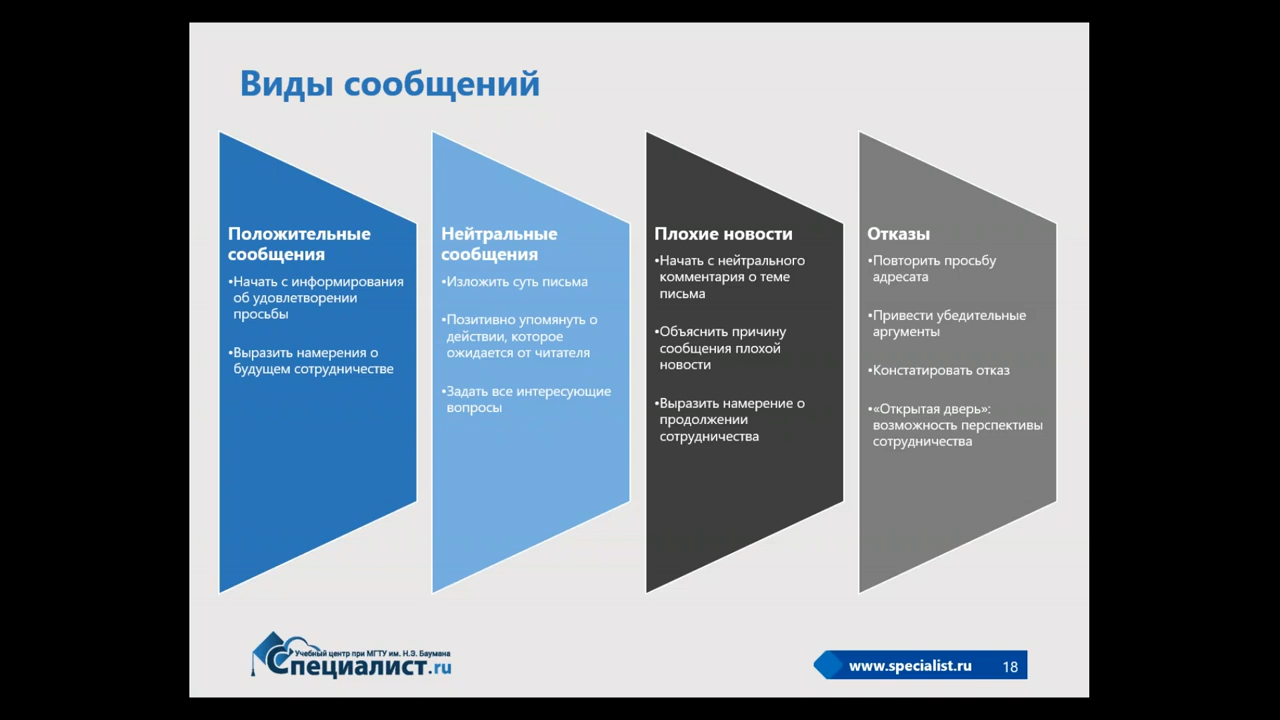 Виды сообщений
Положительные
сообщения
•Начать с информирования
об удовлетворении
просьбы
•Выразить намерения о
будущем сотрудничестве
Нейтральные
сообщения
•Изложить суть письма
•Позитивно упомянуть о
действии, которое
ожидается от читателя
•Задать все интересующие
вопросы
Плохие новости
•Начать с нейтрального
комментария о теме
письма
•Объяснить причину
сообщения плохой
новости
•Выразить намерение о
продолжении
сотрудничества
Отказы
•Повторить просьбу
адресата
•Привести убедительные
аргументы
•Констатировать отказ
•«Открытая дверь»:
возможность перспективы
сотрудничества
Учебный центр при МГТУ им. Н.Э. Баумана
Специалист.ru
www.specialist.ru 18